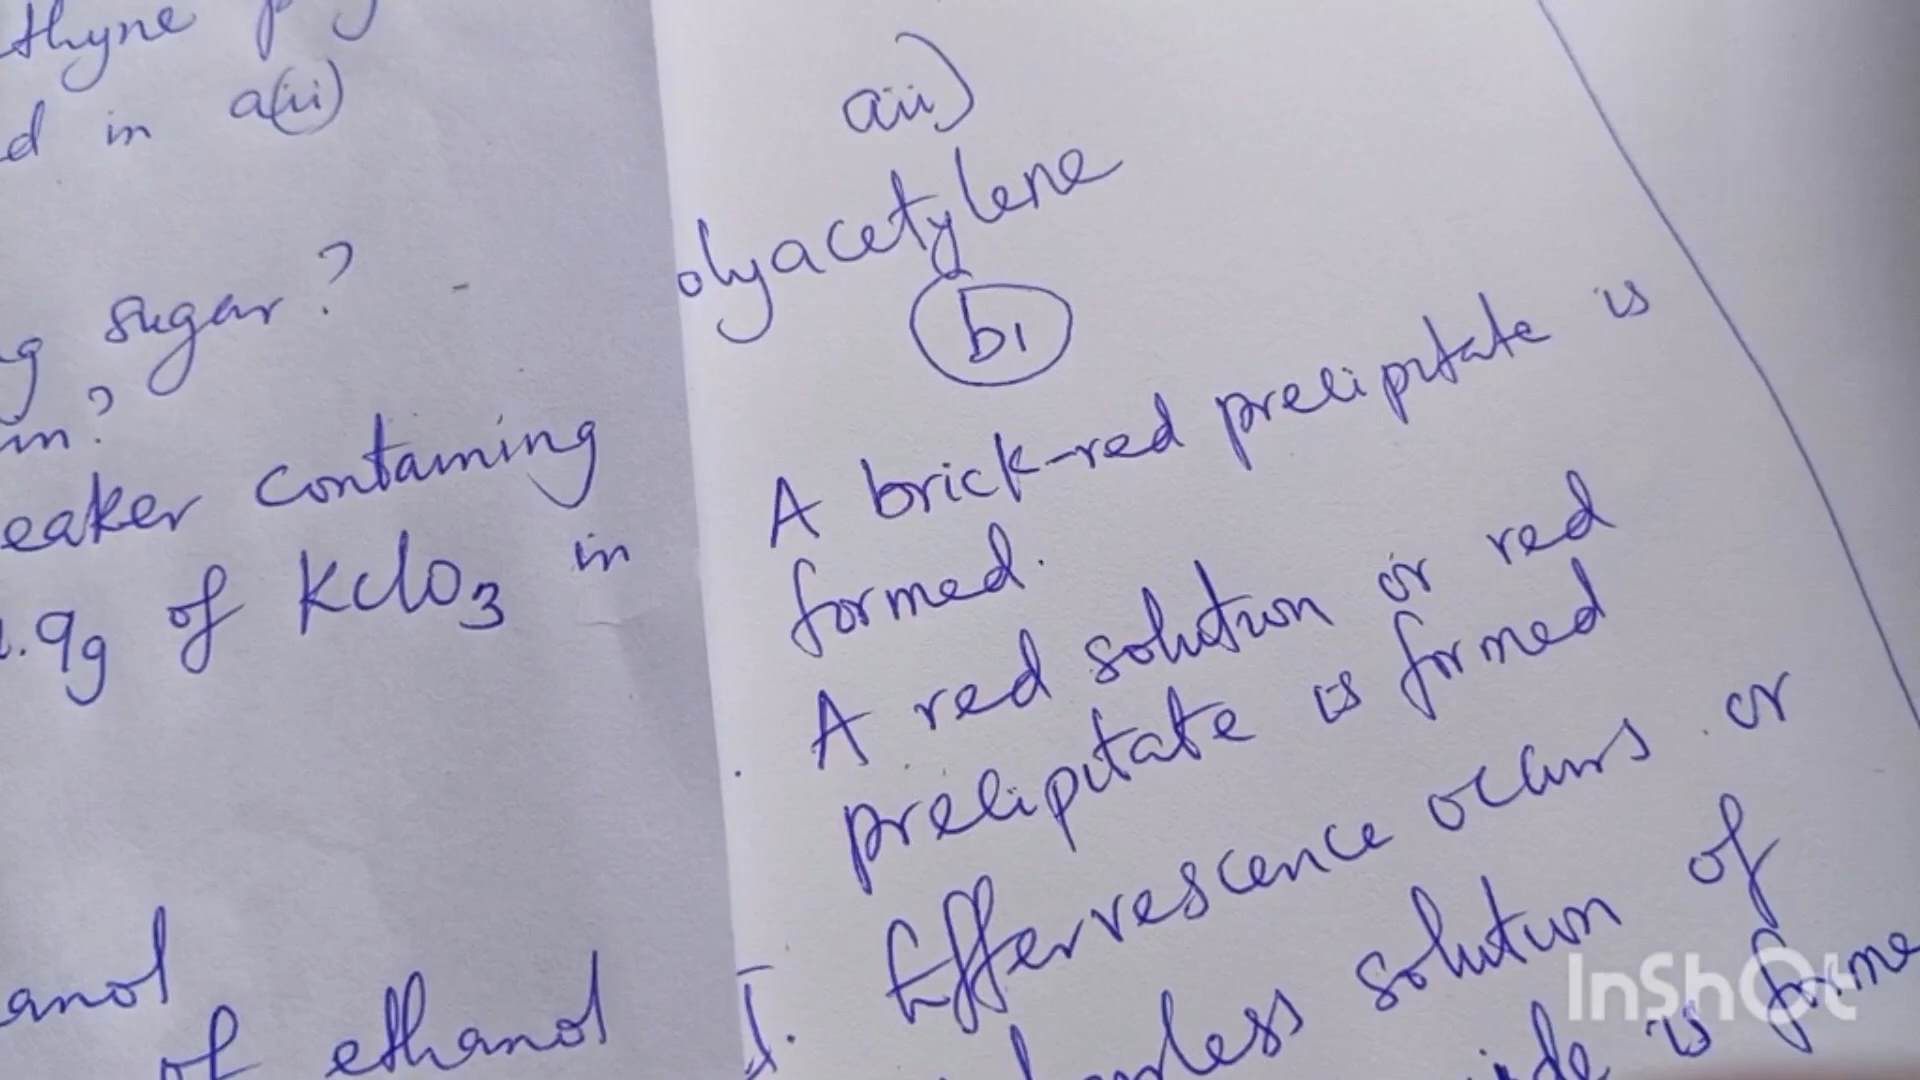 thyne
d in a(ii)
g sugar?
in?
eaker containing
.9g of KClO3 in
anol
of ethanol
aii)
olyacetylene
b1
A brick-red precipitate is
formed.
A red solution or red
precipitate is formed
Effervescence occurs or
solution of
is forme
InShOt